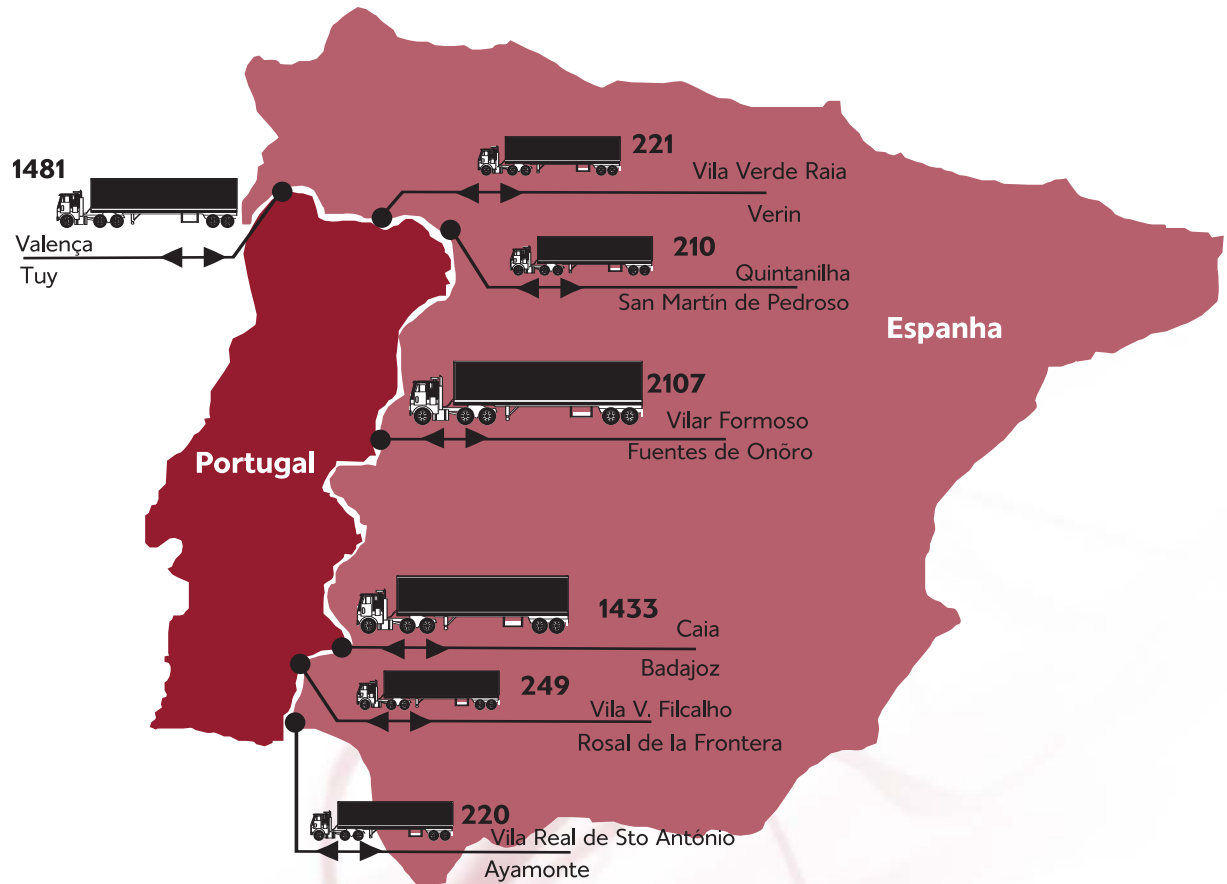 1481
Valença
Tuy
221
Vila Verde Raia
Verin
210
Quintanilha
San Martín de Pedroso
Espanha
2107
Vilar Formoso
Fuentes de Onõro
Portugal
1433
Caia
Badajoz
249
Vila V. Filcalho
Rosal de la Frontera
220
Vila Real de Sto António
Ayamonte